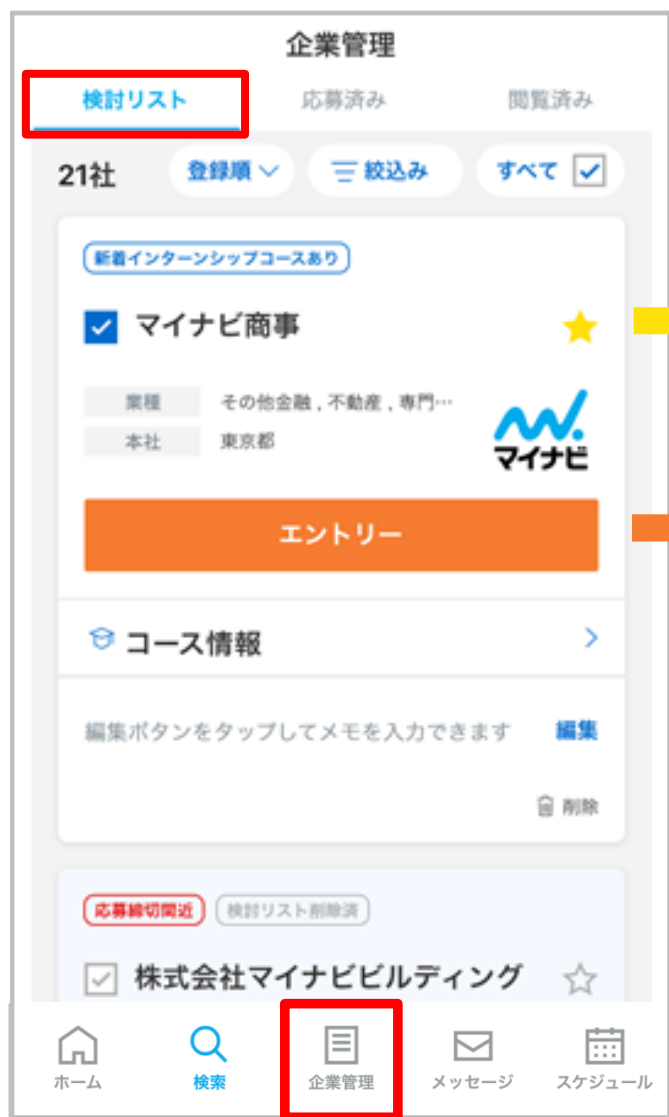 企業管理
検討リスト 応募済み 閲覧済み
21社 登録順 絞込み すべて
新着インターンシップコースあり
マイナビ商事
業種 その他金融 , 不動産 , 専門…
本社 東京都
マイナビ
エントリー
コース情報
編集ボタンをタップしてメモを入力できます 編集
削除
応募締切間近 検討リスト削除済
株式会社マイナビビルディング
ホーム 検索 企業管理 メッセージ スケジュール